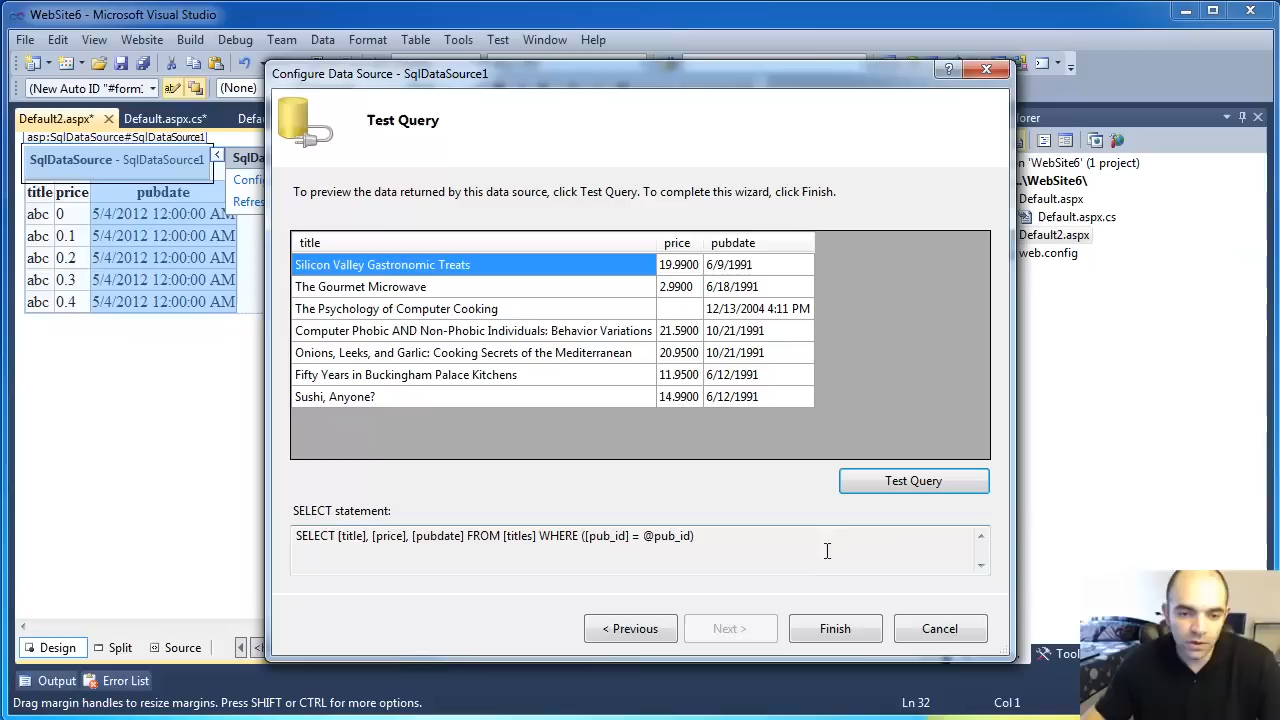 WebSite6 - Microsoft Visual Studio
File Edit View Website Build Debug Team Data Format Table Tools Test Window Help
(New Auto ID "#form: (None)
Configure Data Source - SqlDataSource1
Default2.aspx* Default.aspx.cs*
asp:SqlDataSource#SqlDataSource1
SqlDataSource - SqlDataSource1
title price pubdate
abc 0 5/4/2012 12:00:00 AM
abc 0.1 5/4/2012 12:00:00 AM
abc 0.2 5/4/2012 12:00:00 AM
abc 0.3 5/4/2012 12:00:00 AM
abc 0.4 5/4/2012 12:00:00 AM
Test Query
To preview the data returned by this data source, click Test Query. To complete this wizard, click Finish.
title price pubdate
Silicon Valley Gastronomic Treats 19.9900 6/9/1991
The Gourmet Microwave 2.9900 6/18/1991
The Psychology of Computer Cooking 12/13/2004 4:11 PM
Computer Phobic AND Non-Phobic Individuals: Behavior Variations 21.5900 10/21/1991
Onions, Leeks, and Garlic: Cooking Secrets of the Mediterranean 20.9500 10/21/1991
Fifty Years in Buckingham Palace Kitchens 11.9500 6/12/1991
Sushi, Anyone? 14.9900 6/12/1991
Test Query
SELECT statement:
SELECT [title], [price], [pubdate] FROM [titles] WHERE ([pub_id] = @pub_id)
< Previous Next > Finish Cancel
'WebSite6' (1 project)
..\WebSite6\
Default.aspx
Default.aspx.cs
Default2.aspx
web.config
Design Split Source
Output Error List
Drag margin handles to resize margins. Press SHIFT or CTRL for more options. Ln 32 Col 1